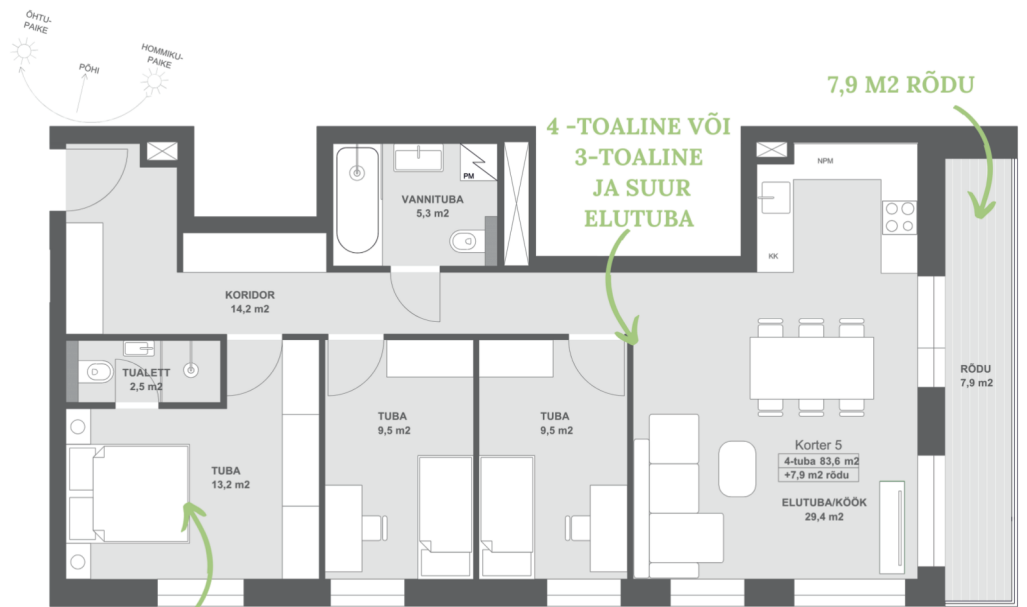 ÕHTU-
PAIKE
PÕHI
HOMMIKU-
PAIKE
7,9 M2 RÕDU
4 -TOALINE VÕI
3-TOALINE
JA SUUR
ELUTUBA
NPM
PM
VANNITUBA
5,3 m2
KK
KORIDOR
14,2 m2
TUALETT
2,5 m2
RÕDU
7,9 m2
TUBA
9,5 m2
TUBA
9,5 m2
Korter 5
4-tuba 83,6 m2
+7,9 m2 rõdu
TUBA
13,2 m2
ELUTUBA/KÖÖK
29,4 m2